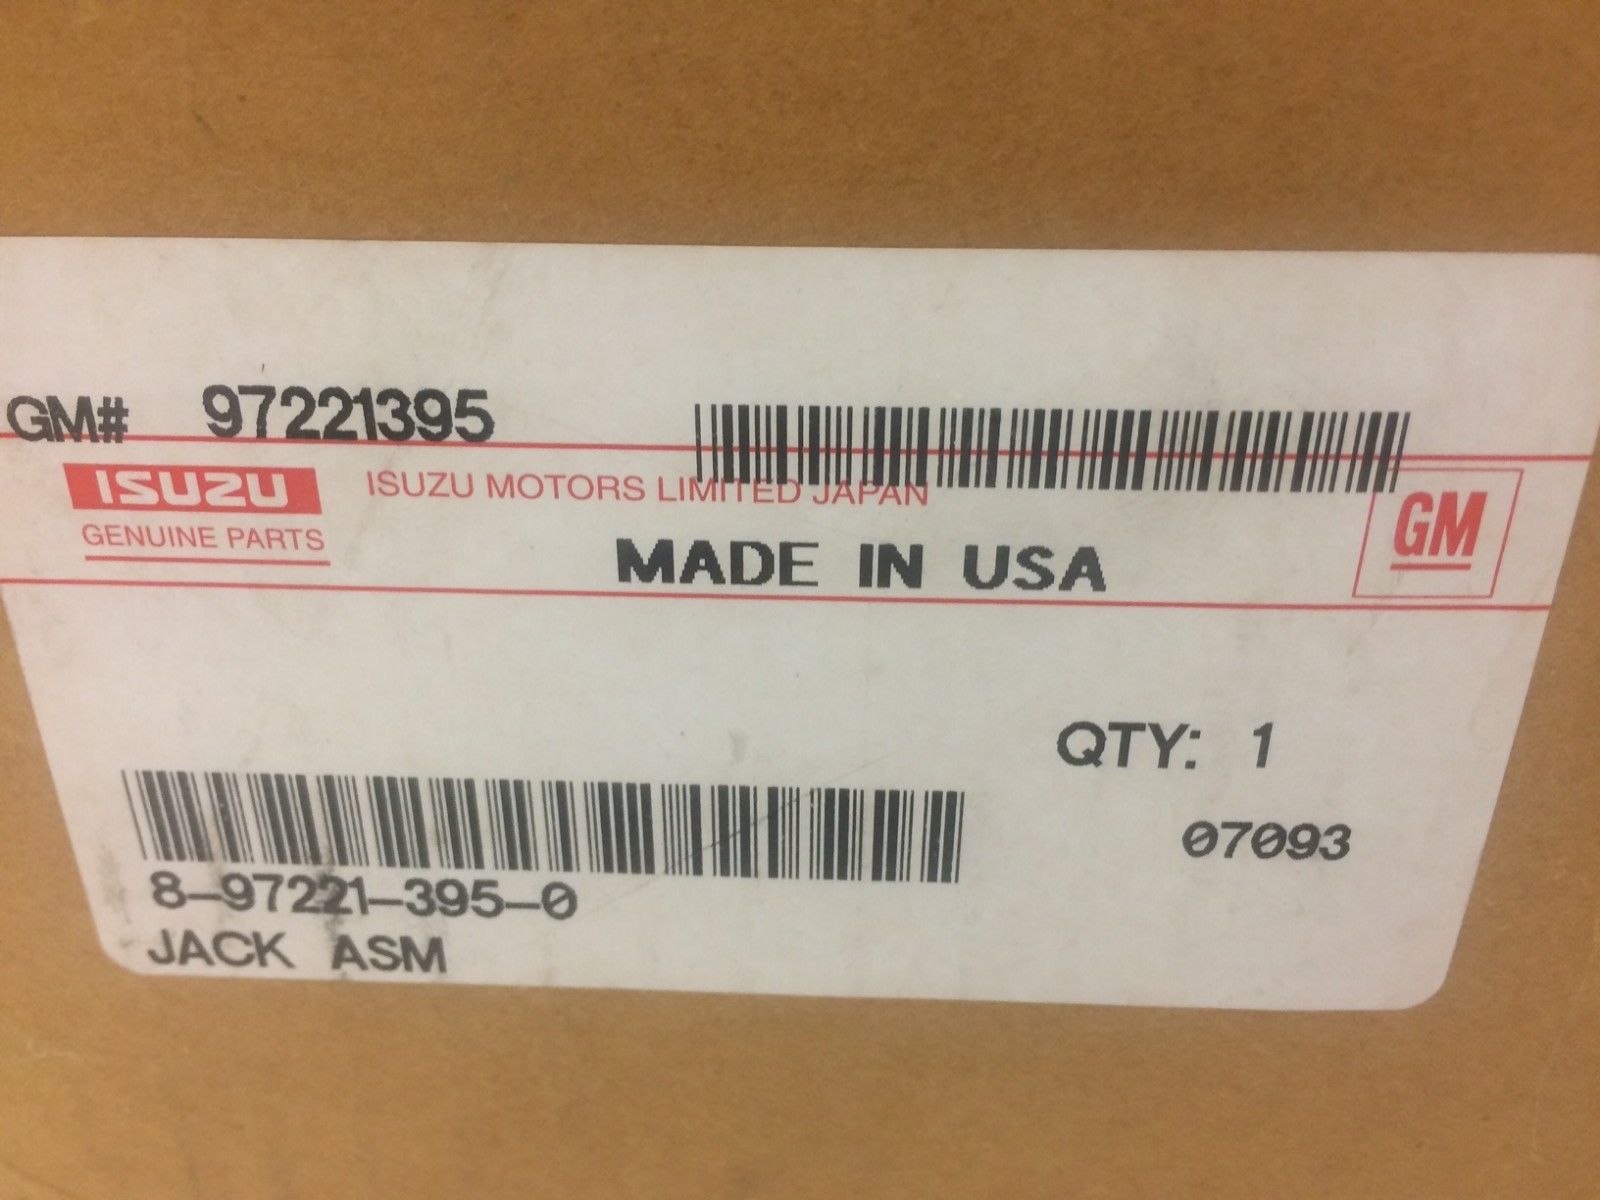 GM# 97221395
ISUZU
GENUINE PARTS
ISUZU MOTORS LIMITED JAPAN
MADE IN USA
GM
QTY: 1
07093
8-97221-395-0
JACK ASM